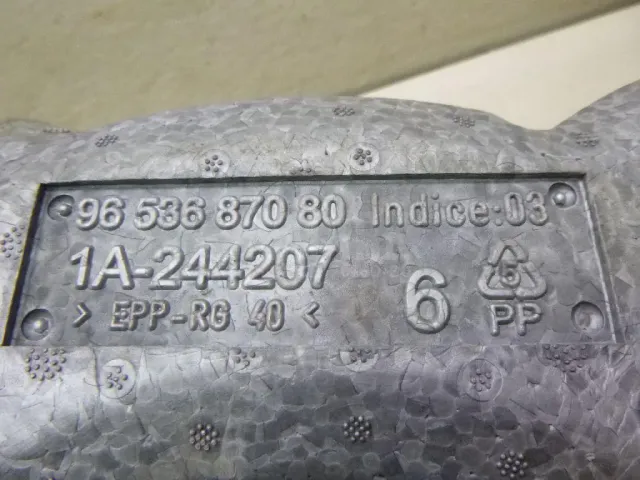 96 536 870 80 Indice:03
1A-244207
6
5
> EPP-RG 40 <
PP